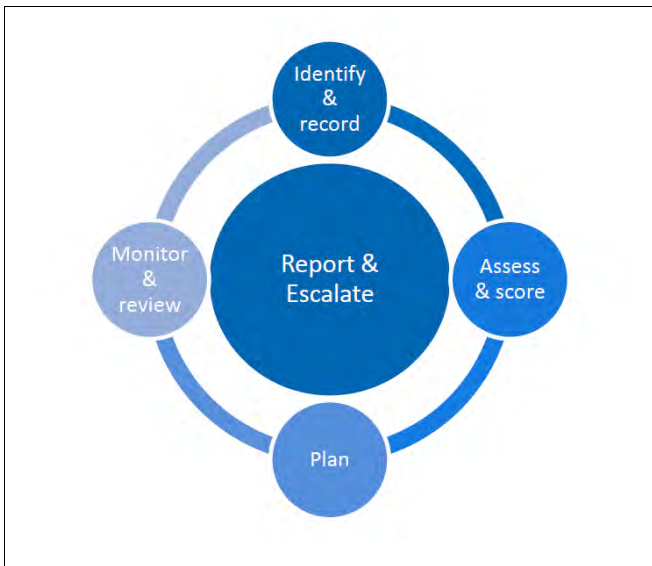 Identify
&
record
Report &
Escalate
Assess
& score
Monitor
&
review
Plan